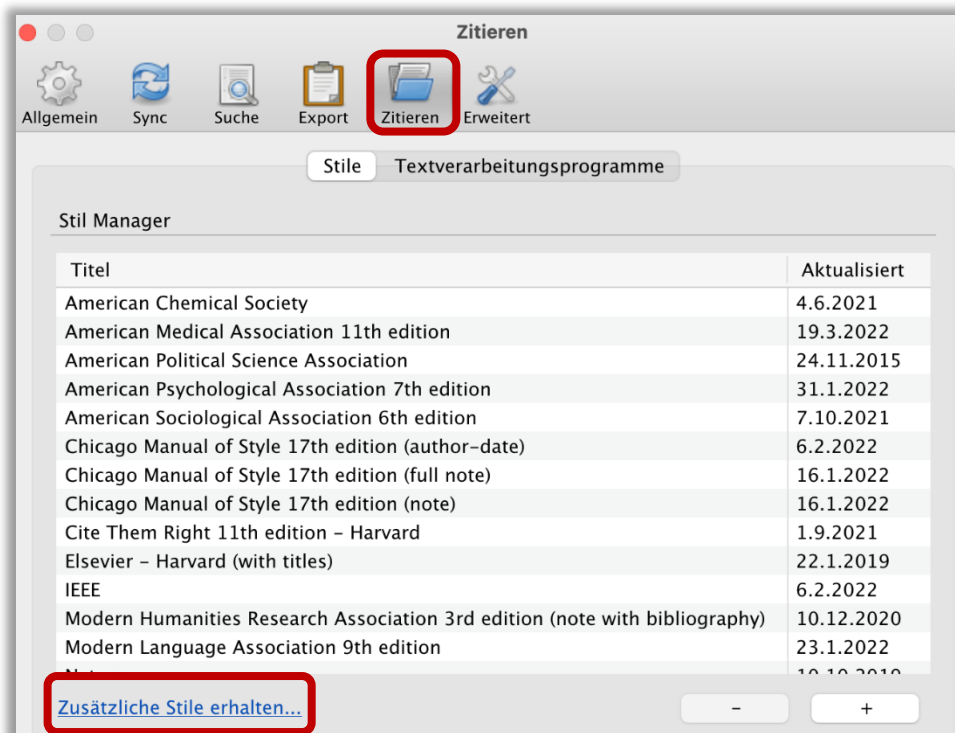 Zitieren
Allgemein Sync Suche Export Zitieren Erweitert
Stile Textverarbeitungsprogramme
Stil Manager
Titel Aktualisiert
American Chemical Society 4.6.2021
American Medical Association 11th edition 19.3.2022
American Political Science Association 24.11.2015
American Psychological Association 7th edition 31.1.2022
American Sociological Association 6th edition 7.10.2021
Chicago Manual of Style 17th edition (author-date) 6.2.2022
Chicago Manual of Style 17th edition (full note) 16.1.2022
Chicago Manual of Style 17th edition (note) 16.1.2022
Cite Them Right 11th edition – Harvard 1.9.2021
Elsevier – Harvard (with titles) 22.1.2019
IEEE 6.2.2022
Modern Humanities Research Association 3rd edition (note with bibliography) 10.12.2020
Modern Language Association 9th edition 23.1.2022
Zusätzliche Stile erhalten... - +